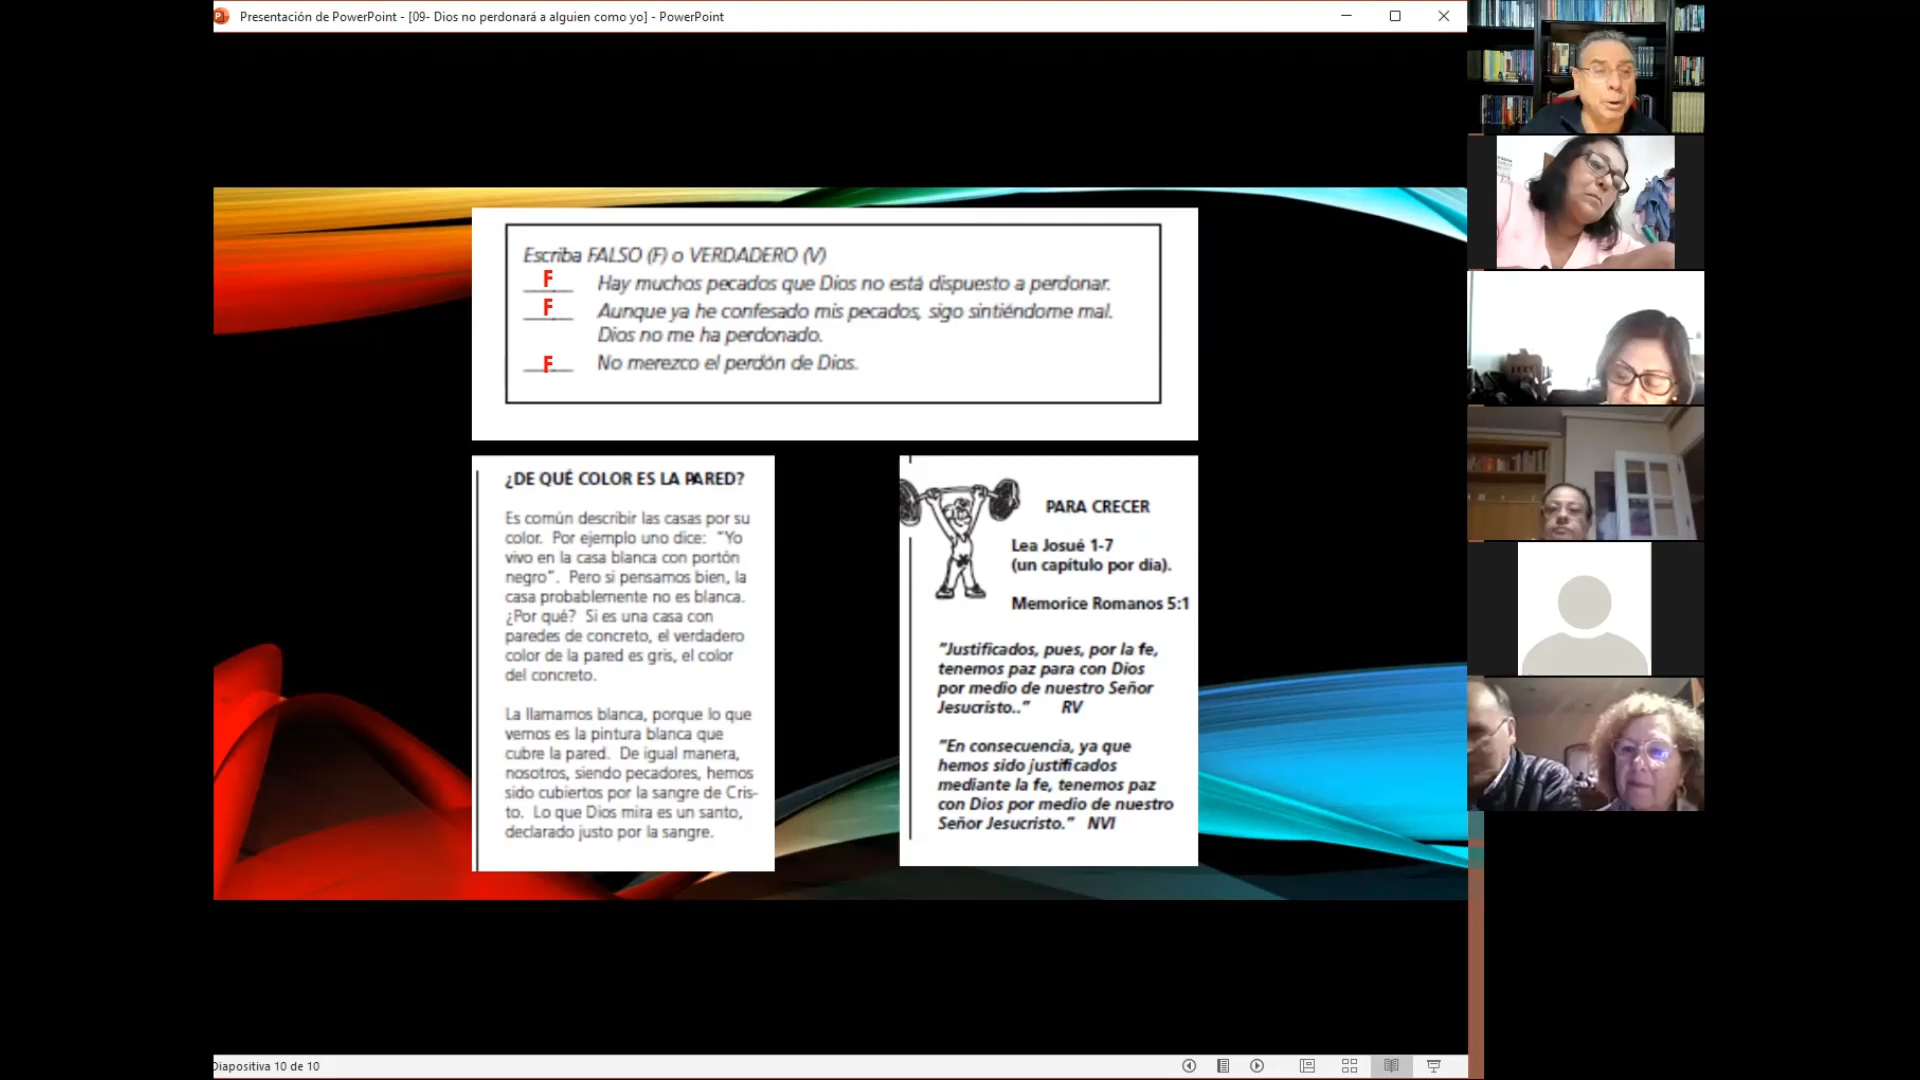 Presentación de PowerPoint - [09- Dios no perdonará a alguien como yo] - PowerPoint
Escriba FALSO (F) o VERDADERO (V)
F Hay muchos pecados que Dios no está dispuesto a perdonar.
F Aunque ya he confesado mis pecados, sigo sintiéndome mal.
Dios no me ha perdonado.
F No merezco el perdón de Dios.
¿DE QUÉ COLOR ES LA PARED?
Es común describir las casas por su
color. Por ejemplo uno dice: "Yo
vivo en la casa blanca con portón
negro". Pero si pensamos bien, la
casa probablemente no es blanca.
¿Por qué? Si es una casa con
paredes de concreto, el verdadero
color de la pared es gris, el color
del concreto.
La llamamos blanca, porque lo que
vemos es la pintura blanca que
cubre la pared. De igual manera,
nosotros, siendo pecadores, hemos
sido cubiertos por la sangre de Cris-
to. Lo que Dios mira es un santo,
declarado justo por la sangre.
PARA CRECER
Lea Josué 1-7
(un capítulo por día).
Memorice Romanos 5:1
"Justificados, pues, por la fe,
tenemos paz para con Dios
por medio de nuestro Señor
Jesucristo.." RV
"En consecuencia, ya que
hemos sido justificados
mediante la fe, tenemos paz
con Dios por medio de nuestro
Señor Jesucristo." NVI
Diapositiva 10 de 10